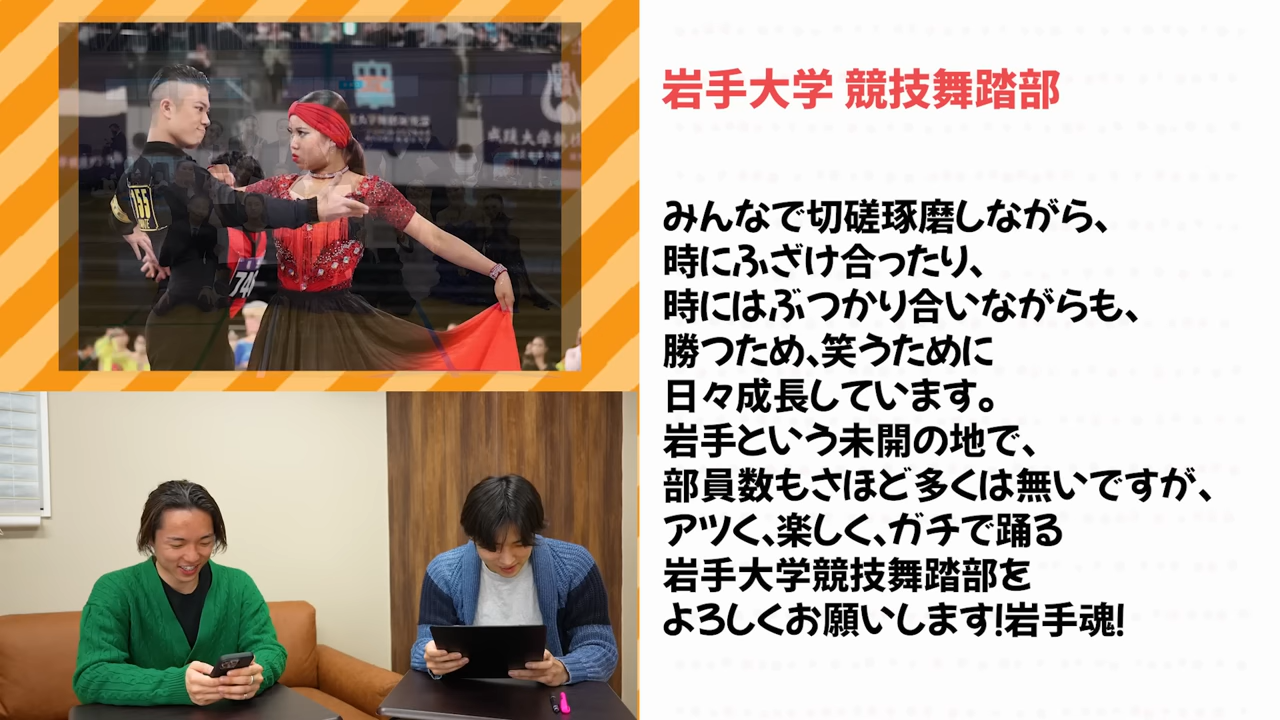 岩手大学 競技舞踏部
みんなで切磋琢磨しながら、
時にふざけ合ったり、
時にはぶつかり合いながらも、
勝つため、笑うために
日々成長しています。
岩手という未開の地で、
部員数もさほど多くは無いですが、
アツく、楽しく、ガチで踊る
岩手大学競技舞踏部を
よろしくお願いします!岩手魂!
155